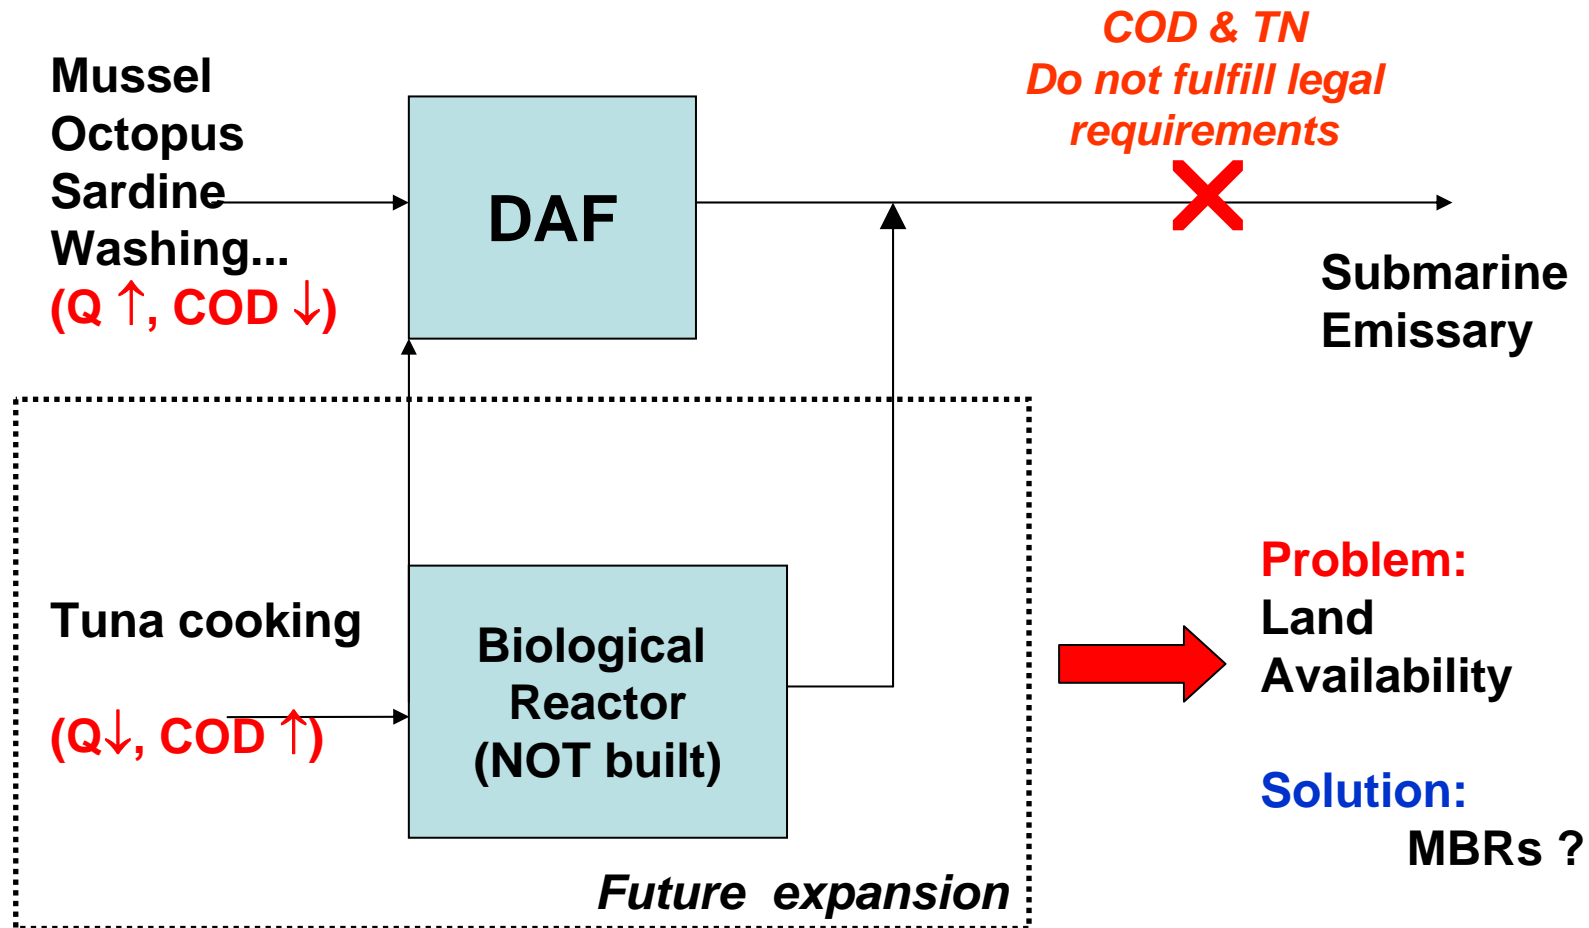 COD & TN
Do not fulfill legal
requirements
Mussel
Octopus
Sardine
Washing...
(Q ↑, COD ↓)
DAF
Submarine
Emissary
Tuna cooking
(Q↓, COD ↑)
Biological
Reactor
(NOT built)
Future expansion
Problem:
Land
Availability
Solution:
MBRs ?